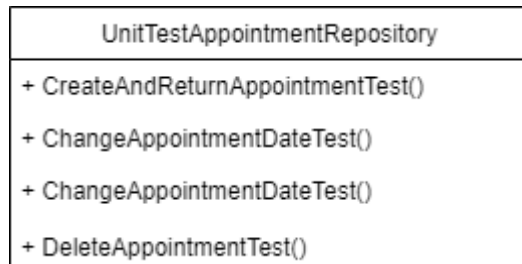 UnitTestAppointmentRepository
+ CreateAndReturnAppointmentTest()
+ ChangeAppointmentDateTest()
+ ChangeAppointmentDateTest()
+ DeleteAppointmentTest()